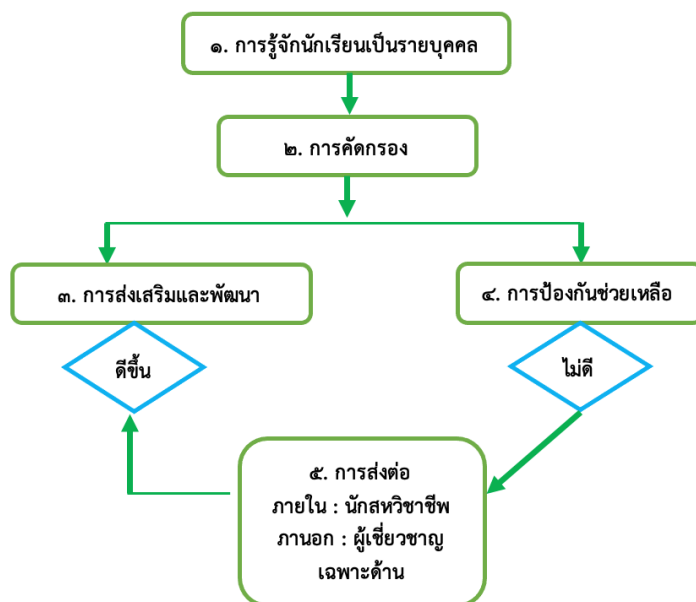 ๑. การรู้จักนักเรียนเป็นรายบุคคล
๒. การคัดกรอง
๓. การส่งเสริมและพัฒนา
๔. การป้องกันช่วยเหลือ
ดีขึ้น
ไม่ดี
๕. การส่งต่อ
ภายใน : นักสหวิชาชีพ
ภานอก : ผู้เชี่ยวชาญ
เฉพาะด้าน